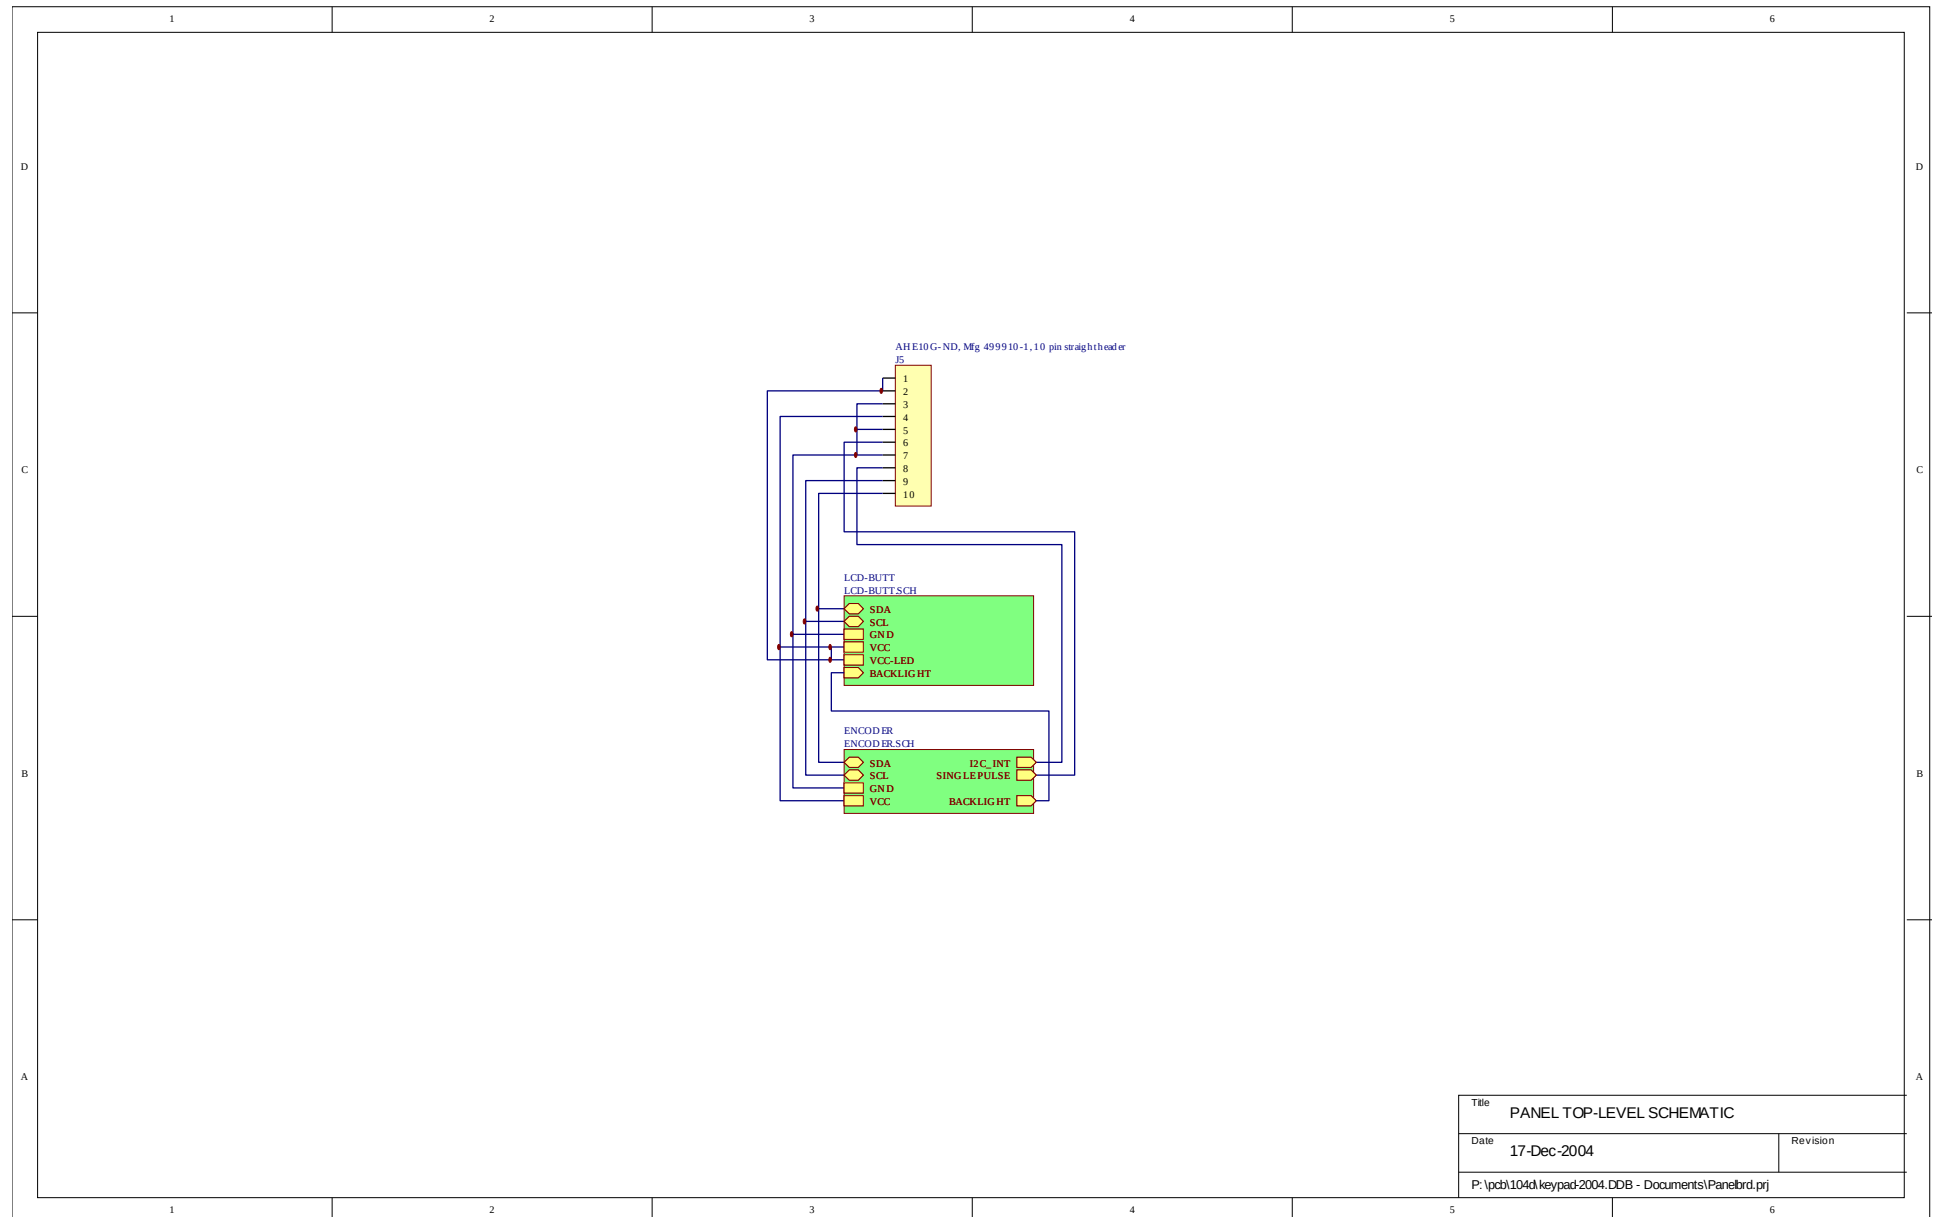 1 2 3 4 5 6
D D
AHE10G-ND, Mfg 499910-1, 10 pin straight header
J5
1
2
3
4
5
6
7
8
9
10
C C
LCD-BUTT
LCD-BUTT.SCH
SDA
SCL
GND
VCC
VCC-LED
BACKLIGHT
ENCODER
ENCODER.SCH
SDA I2C_INT
SCL SINGLEPULSE
GND
VCC BACKLIGHT
B B
A A
Title PANEL TOP-LEVEL SCHEMATIC
Date 17-Dec-2004 Revision
P:\pcb\104d\keypad-2004.DDB - Documents\Panelbrd.prj
1 2 3 4 5 6